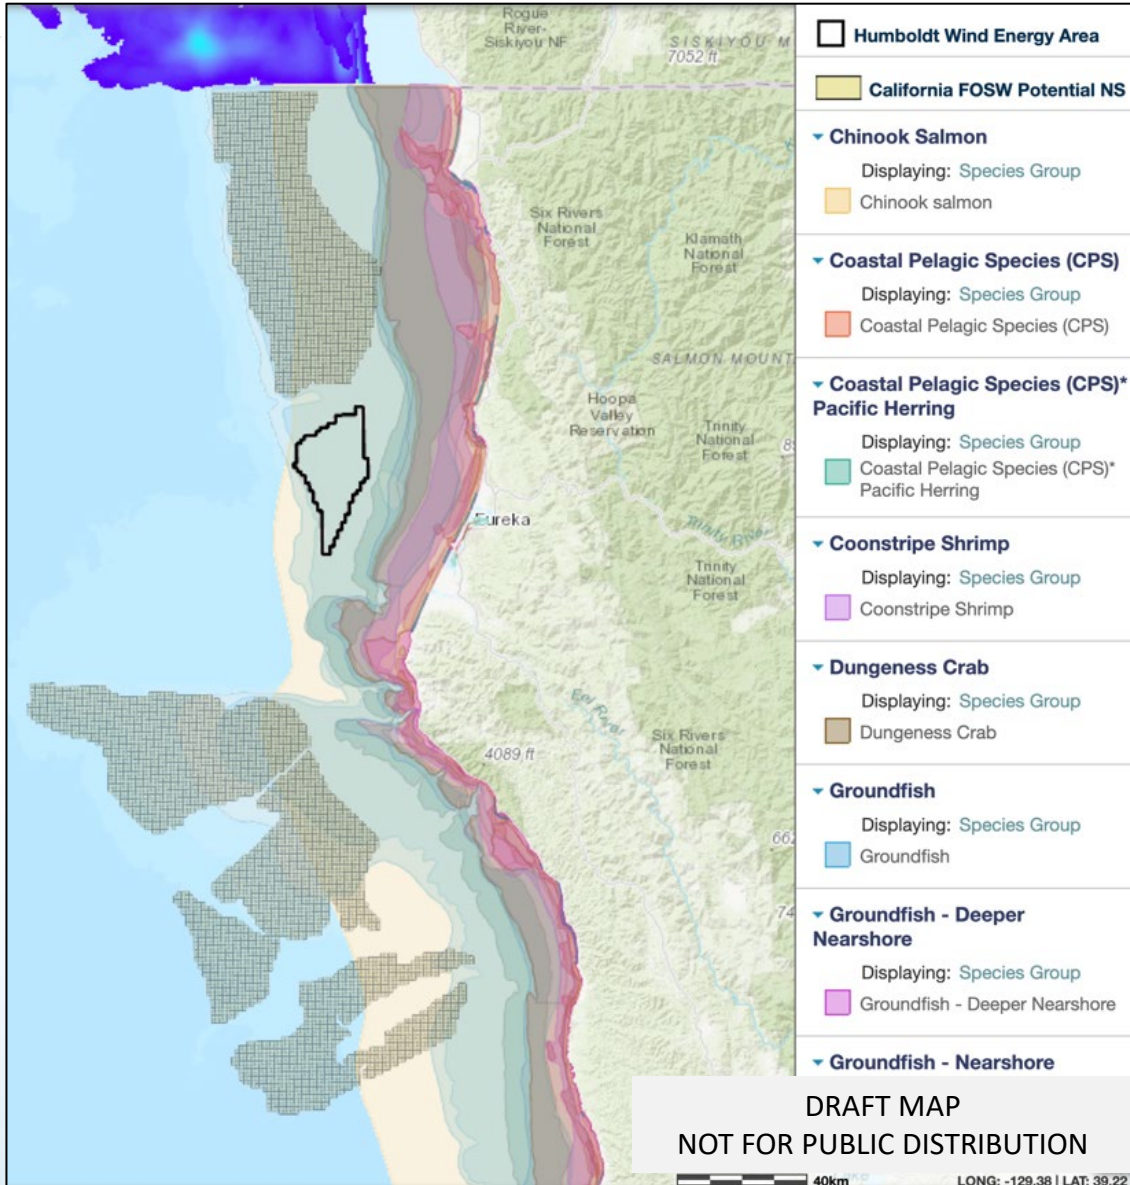 Rogue
River-
Siskiyou NF
SISKIYOU M
7052 ft
Six Rivers
National
Forest
Klamath
National
Forest
SALMON MOUNT
Hoopa
Valley
Reservation
Trinity
National
Forest
Eureka
Trinity River
Trinity
National
Forest
Eel River
4089 ft
Six Rivers
National
Forest
Humboldt Wind Energy Area
California FOSW Potential NS
Chinook Salmon
Displaying: Species Group
Chinook salmon
Coastal Pelagic Species (CPS)
Displaying: Species Group
Coastal Pelagic Species (CPS)
Coastal Pelagic Species (CPS)*
Pacific Herring
Displaying: Species Group
Coastal Pelagic Species (CPS)*
Pacific Herring
Coonstripe Shrimp
Displaying: Species Group
Coonstripe Shrimp
Dungeness Crab
Displaying: Species Group
Dungeness Crab
Groundfish
Displaying: Species Group
Groundfish
Groundfish - Deeper
Nearshore
Displaying: Species Group
Groundfish - Deeper Nearshore
Groundfish - Nearshore
DRAFT MAP
NOT FOR PUBLIC DISTRIBUTION
40km
LONG: -129.38 | LAT: 39.22